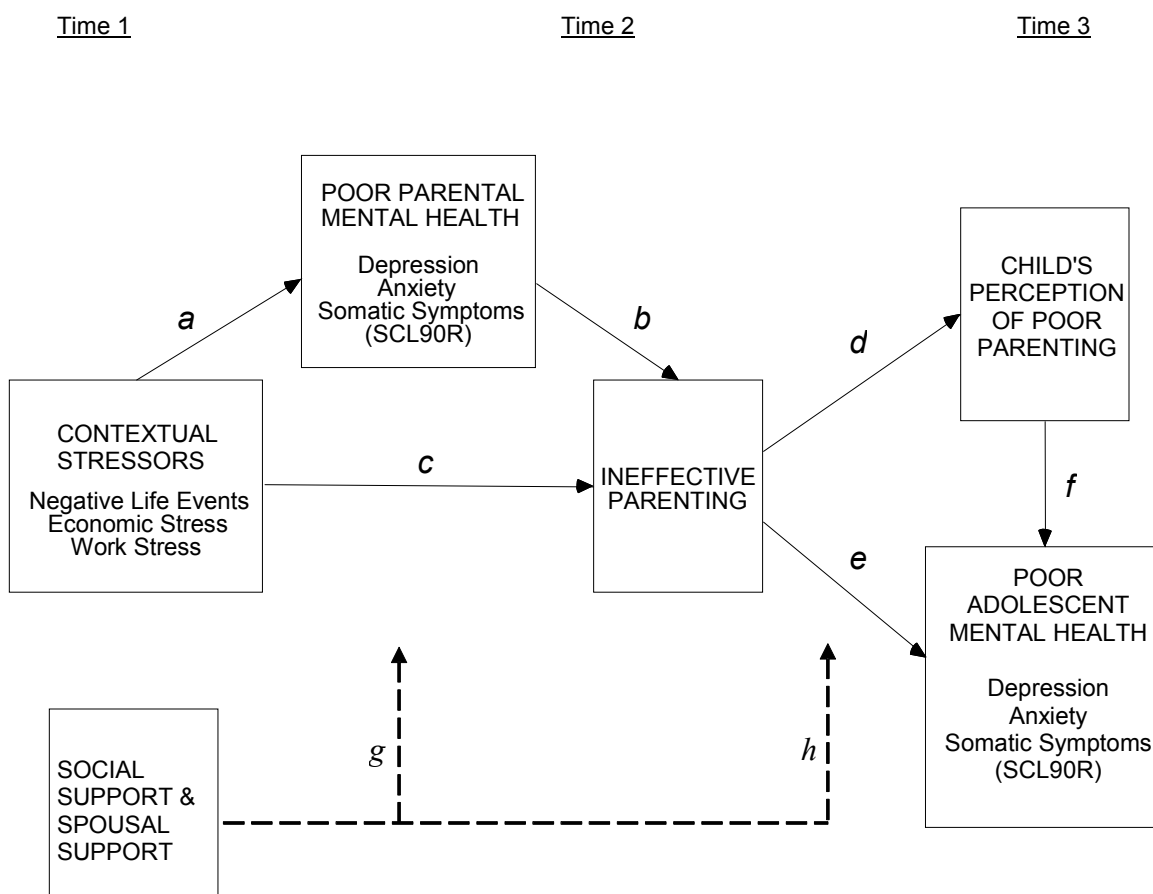 Time 1
Time 2
Time 3
POOR PARENTAL
MENTAL HEALTH
Depression
Anxiety
Somatic Symptoms
(SCL90R)
CHILD'S
PERCEPTION
OF POOR
PARENTING
a
b
d
CONTEXTUAL
STRESSORS
Negative Life Events
Economic Stress
Work Stress
c
INEFFECTIVE
PARENTING
f
e
POOR
ADOLESCENT
MENTAL HEALTH
Depression
Anxiety
Somatic Symptoms
(SCL90R)
g
h
SOCIAL
SUPPORT &
SPOUSAL
SUPPORT